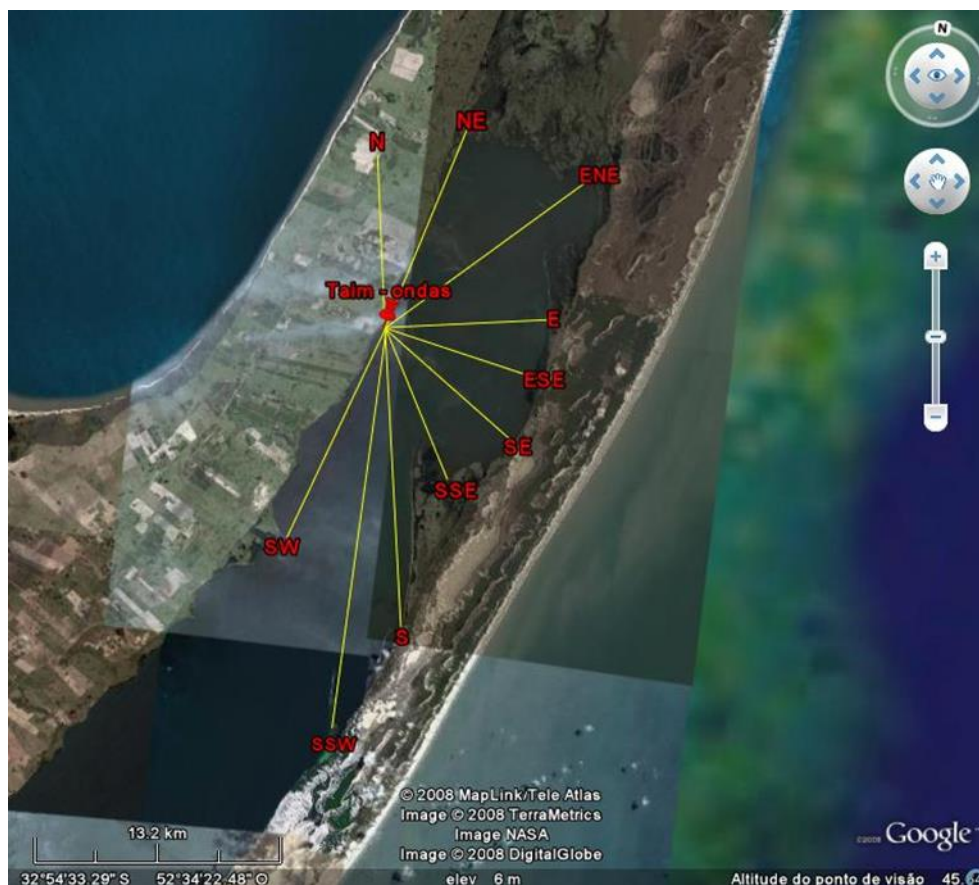 N
N
NE
ENE
Taim - ondas
E
ESE
SE
SSE
SW
S
SSW
© 2008 MapLink/Tele Atlas
Image © 2008 TerraMetrics
Image NASA
Image © 2008 DigitalGlobe
©2008 Google
13.2 km
32°54'33.29" S 52°34'22.48" O elev 6 m Altitude do ponto de visão 45.